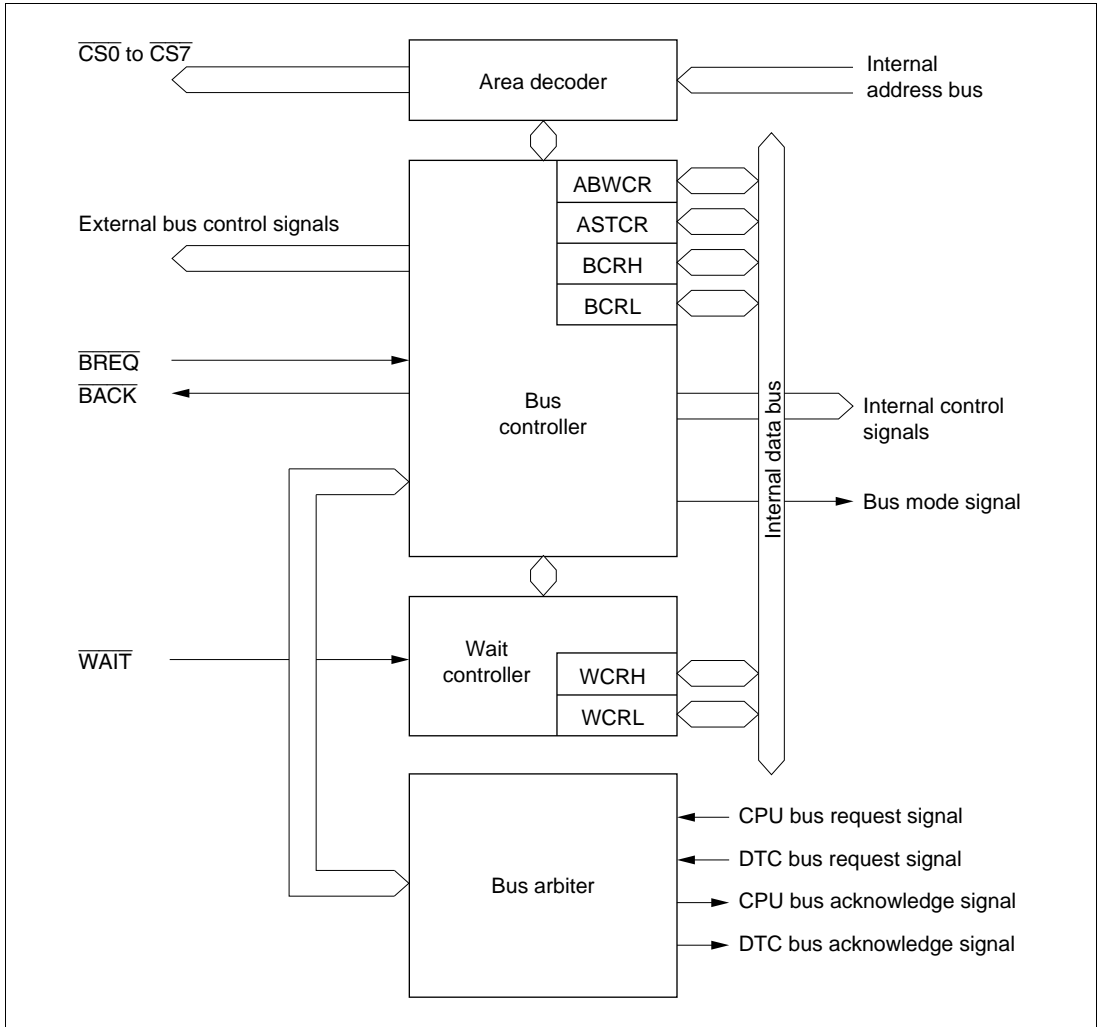 CS0 to CS7
Area decoder
Internal
address bus
ABWCR
ASTCR
BCRH
BCRL
External bus control signals
BREQ
BACK
Bus
controller
Internal data bus
Internal control
signals
Bus mode signal
WAIT
Wait
controller
WCRH
WCRL
Bus arbiter
CPU bus request signal
DTC bus request signal
CPU bus acknowledge signal
DTC bus acknowledge signal